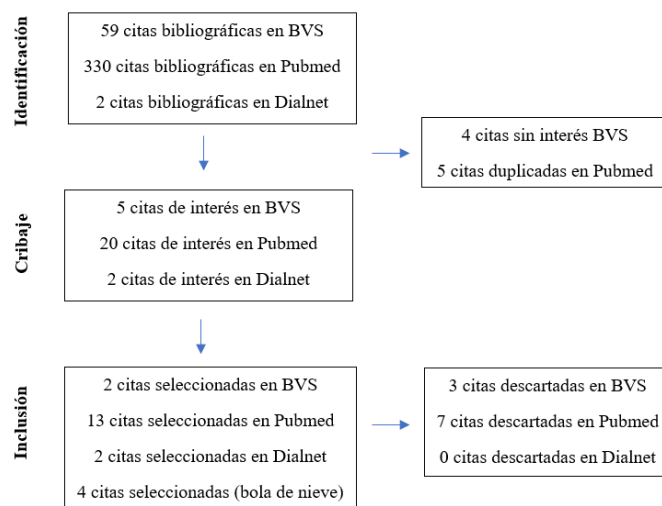 Identificación
59 citas bibliográficas en BVS
330 citas bibliográficas en Pubmed
2 citas bibliográficas en Dialnet
4 citas sin interés BVS
5 citas duplicadas en Pubmed
Cribaje
5 citas de interés en BVS
20 citas de interés en Pubmed
2 citas de interés en Dialnet
Inclusión
2 citas seleccionadas en BVS
13 citas seleccionadas en Pubmed
2 citas seleccionadas en Dialnet
4 citas seleccionadas (bola de nieve)
3 citas descartadas en BVS
7 citas descartadas en Pubmed
0 citas descartadas en Dialnet